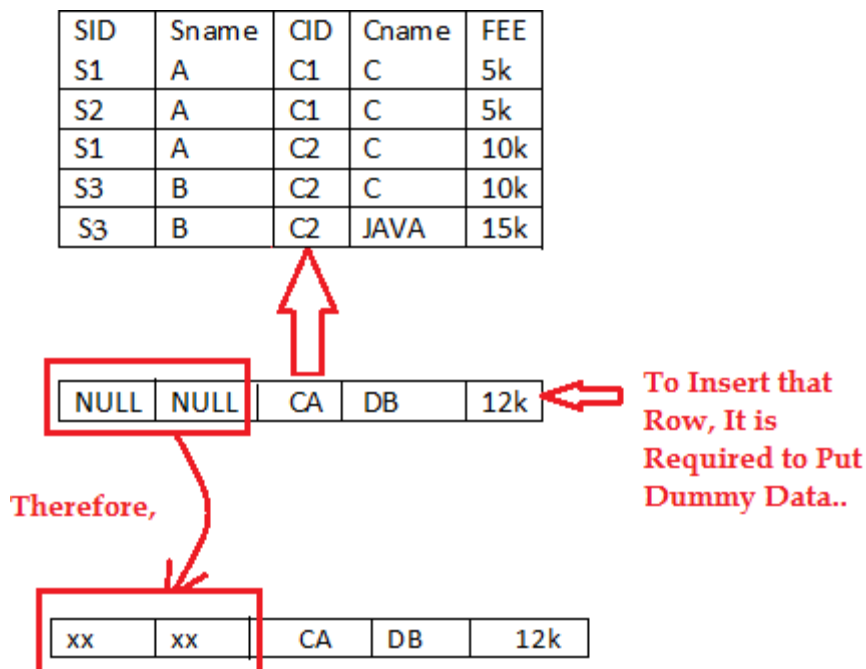 SID Sname CID Cname FEE
S1 A C1 C 5k
S2 A C1 C 5k
S1 A C2 C 10k
S3 B C2 C 10k
S3 B C2 JAVA 15k
NULL NULL CA DB 12k
To Insert that
Row, It is
Required to Put
Dummy Data..
Therefore,
xx xx CA DB 12k